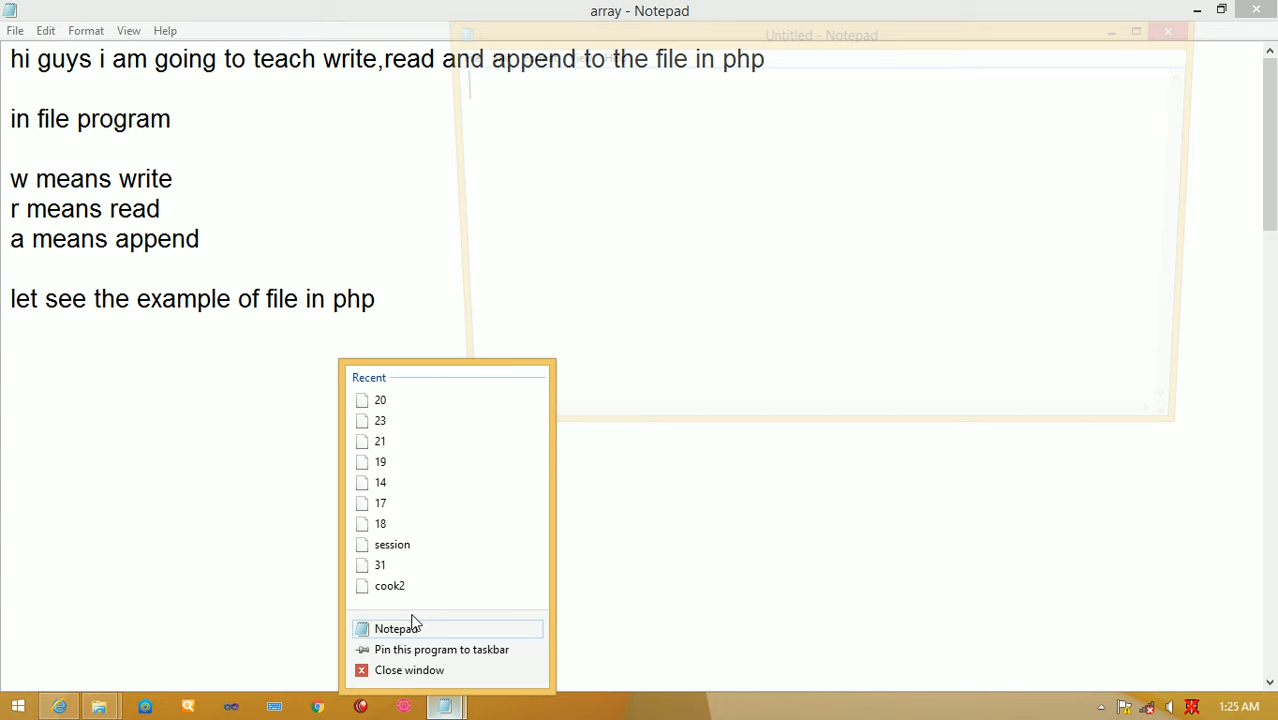 array - Notepad
Untitled - Notepad
File Edit Format View Help
hi guys i am going to teach write,read and append to the file in php
in file program
w means write
r means read
a means append
let see the example of file in php
Recent
20
23
21
19
14
17
18
session
31
cook2
Notepad
Pin this program to taskbar
Close window
1:25 AM